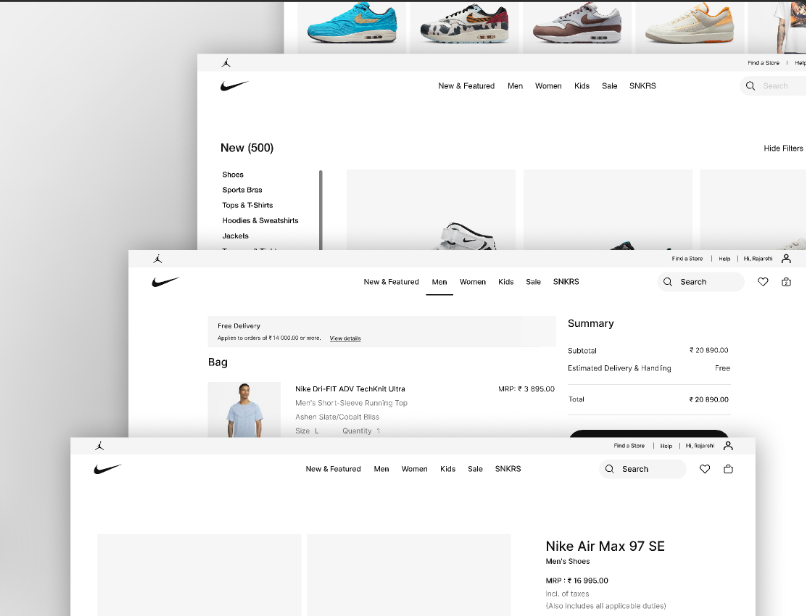 Find a Store | Help
New & Featured Men Women Kids Sale SNKRS
Search
New (500)
Hide Filters
Shoes
Sports Bras
Tops & T-Shirts
Hoodies & Sweatshirts
Jackets
Find a Store | Help | Hi, Rajarshi
New & Featured Men Women Kids Sale SNKRS
Search
2
Free Delivery
Applies to orders of ₹ 14 000.00 or more. View details
Bag
Nike Dri-FIT ADV TechKnit Ultra
MRP: ₹ 3 895.00
Men's Short-Sleeve Running Top
Ashen Slate/Cobalt Bliss
Size L Quantity 1
Summary
Subtotal ₹ 20 890.00
Estimated Delivery & Handling Free
Total ₹ 20 890.00
Find a Store | Help | Hi, Rajarshi
New & Featured Men Women Kids Sale SNKRS
Search
Nike Air Max 97 SE
Men's Shoes
MRP : ₹ 16 995.00
incl. of taxes
(Also includes all applicable duties)